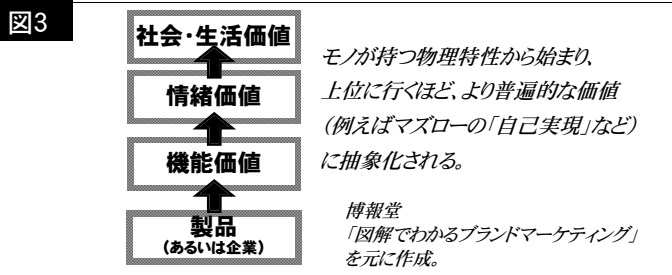 図3
社会・生活価値
情緒価値
機能価値
製品
(あるいは企業)
モノが持つ物理特性から始まり、
上位に行くほど、より普遍的な価値
(例えばマズローの「自己実現」など)
に抽象化される。
博報堂
「図解でわかるブランドマーケティング」
を元に作成。